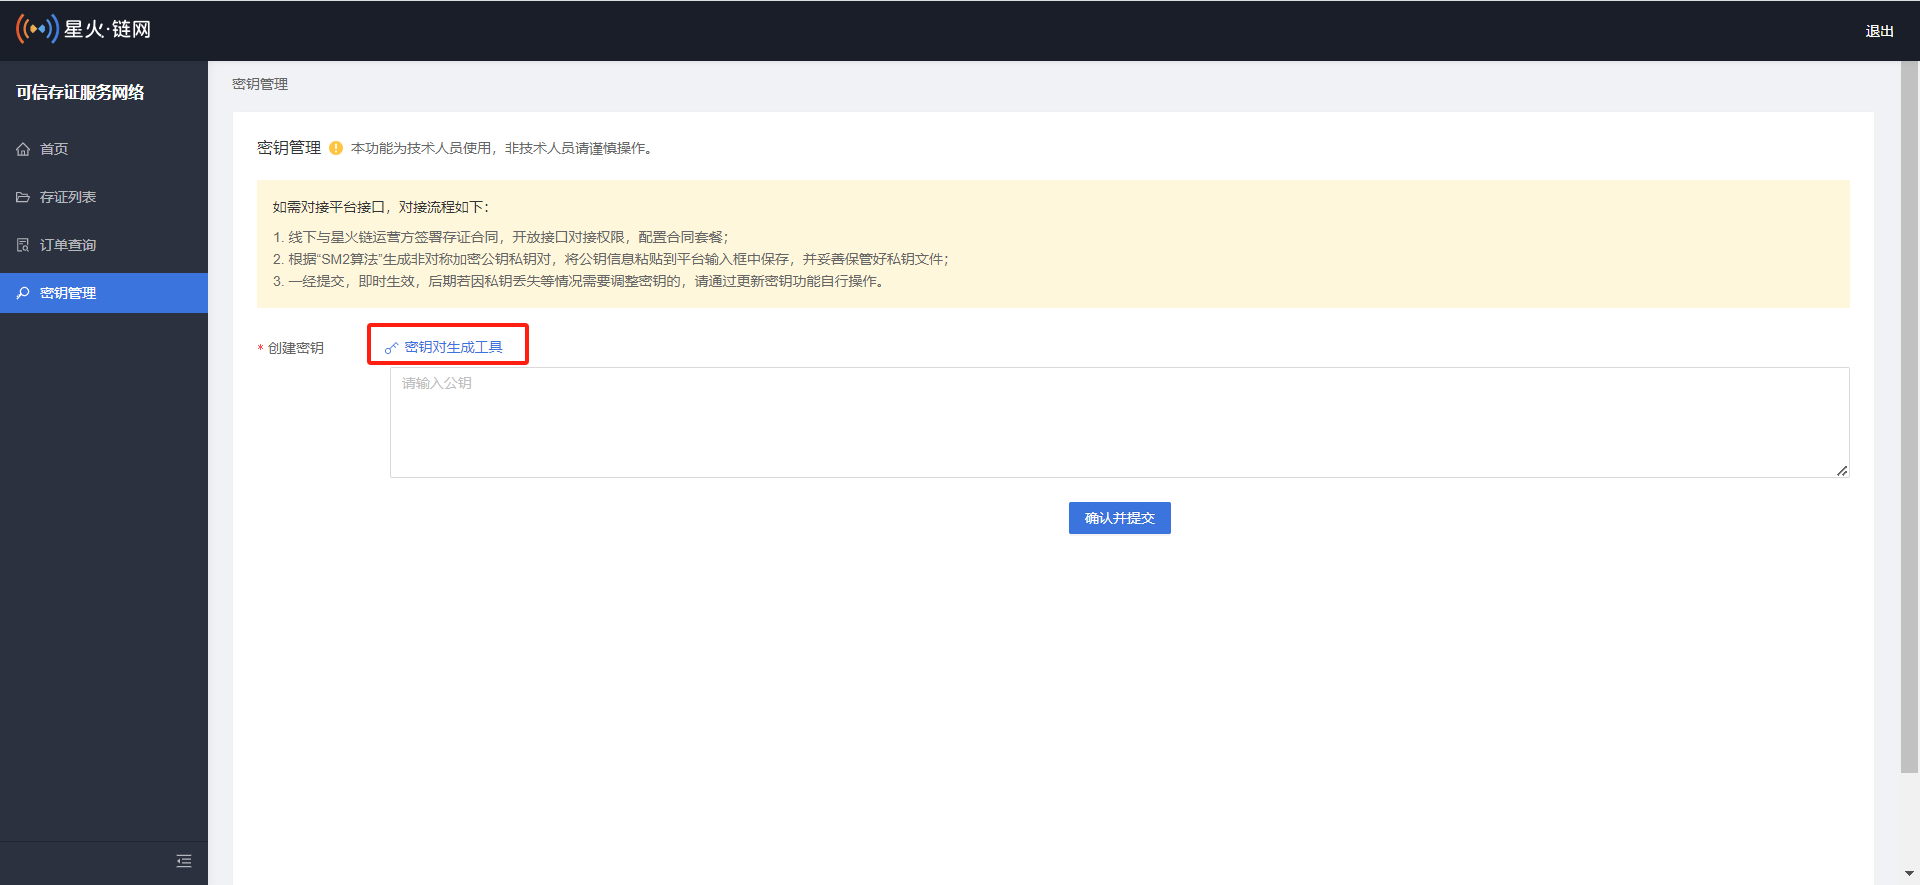 星火·链网
退出
可信存证服务网络
首页
存证列表
订单查询
密钥管理
密钥管理
密钥管理 本功能为技术人员使用，非技术人员请谨慎操作。
如需对接平台接口，对接流程如下：
1. 线下与星火链运营方签署存证合同，开放接口对接权限，配置合同套餐；
2. 根据“SM2算法”生成非对称加密公钥私钥对，将公钥信息粘贴到平台输入框中保存，并妥善保管好私钥文件；
3. 一经提交，即时生效，后期若因私钥丢失等情况需要调整密钥的，请通过更新密钥功能自行操作。
* 创建密钥
密钥对生成工具
请输入公钥
确认并提交